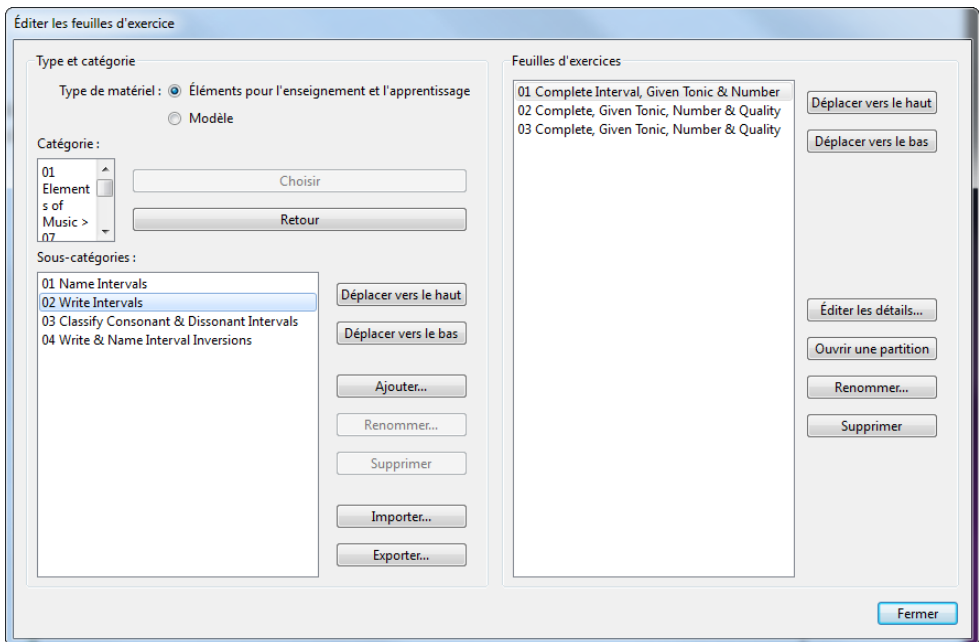 Éditer les feuilles d'exercice
Type et catégorie
Type de matériel : Éléments pour l'enseignement et l'apprentissage
Modèle
Catégorie :
01
Element
s of
Music >
07
Choisir
Retour
Sous-catégories :
01 Name Intervals
02 Write Intervals
03 Classify Consonant & Dissonant Intervals
04 Write & Name Interval Inversions
Déplacer vers le haut
Déplacer vers le bas
Ajouter...
Renommer...
Supprimer
Importer...
Exporter...
Feuilles d'exercices
01 Complete Interval, Given Tonic & Number
02 Complete, Given Tonic, Number & Quality
03 Complete, Given Tonic, Number & Quality
Déplacer vers le haut
Déplacer vers le bas
Éditer les détails...
Ouvrir une partition
Renommer...
Supprimer
Fermer